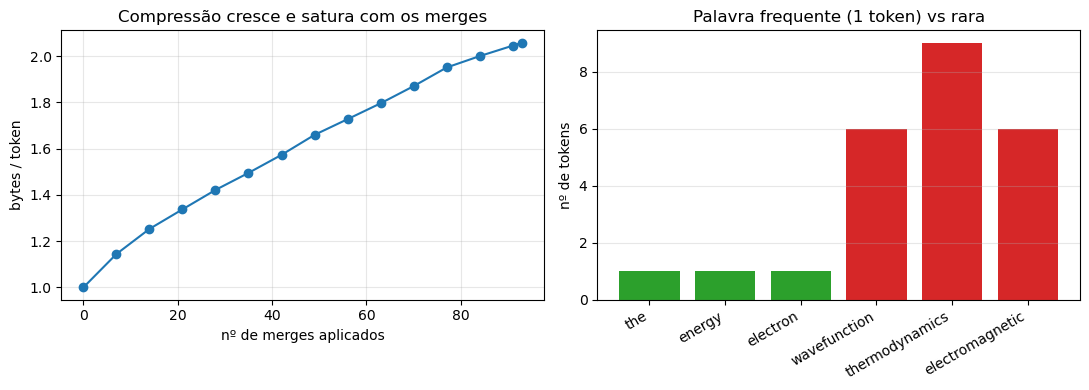 Compressão cresce e satura com os merges
bytes / token
2.0
1.8
1.6
1.4
1.2
1.0
0
20
40
60
80
nº de merges aplicados
Palavra frequente (1 token) vs rara
nº de tokens
8
6
4
2
0
the
energy
electron
wavefunction
thermodynamics
electromagnetic